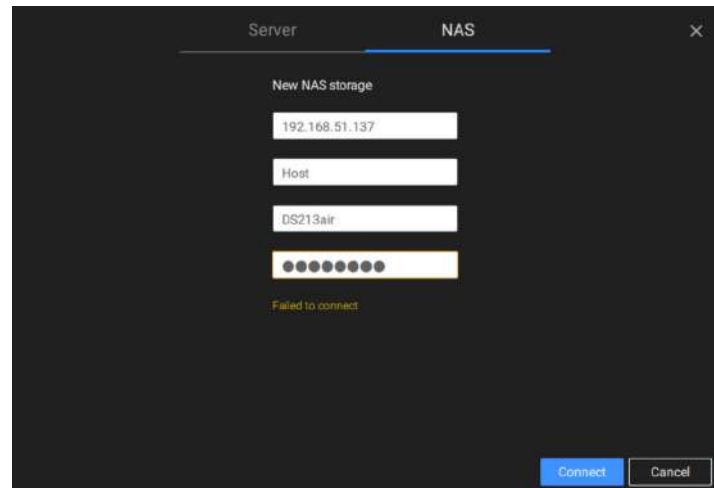 Server NAS ×
New NAS storage
192.168.51.137
Host
DS213air
●●●●●●●●
Failed to connect
Connect Cancel